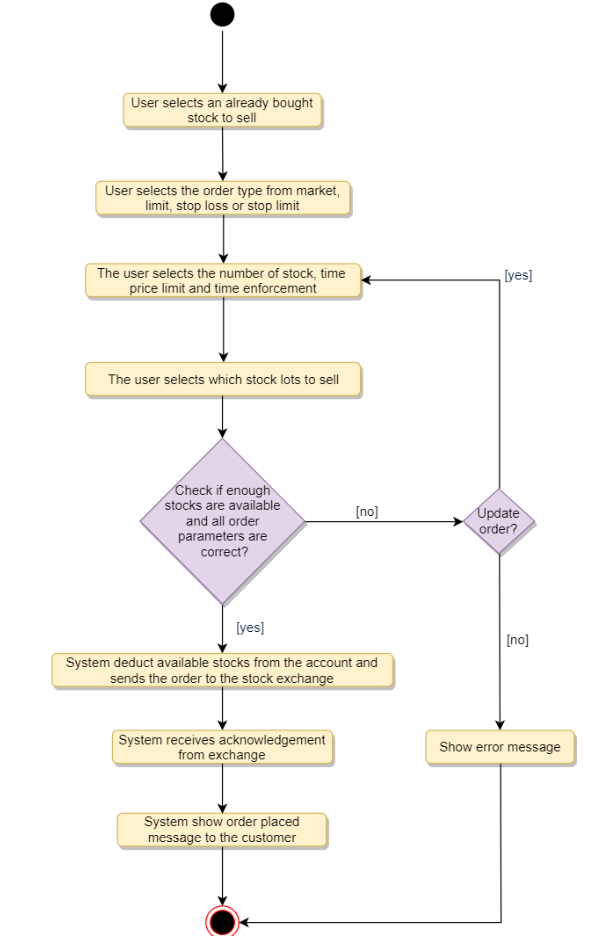 User selects an already bought
stock to sell
User selects the order type from market,
limit, stop loss or stop limit
The user selects the number of stock, time
price limit and time enforcement
[yes]
The user selects which stock lots to sell
Check if enough
stocks are available
and all order
parameters are
correct?
[no]
Update
order?
[yes]
[no]
System deduct available stocks from the account and
sends the order to the stock exchange
System receives acknowledgement
from exchange
Show error message
System show order placed
message to the customer